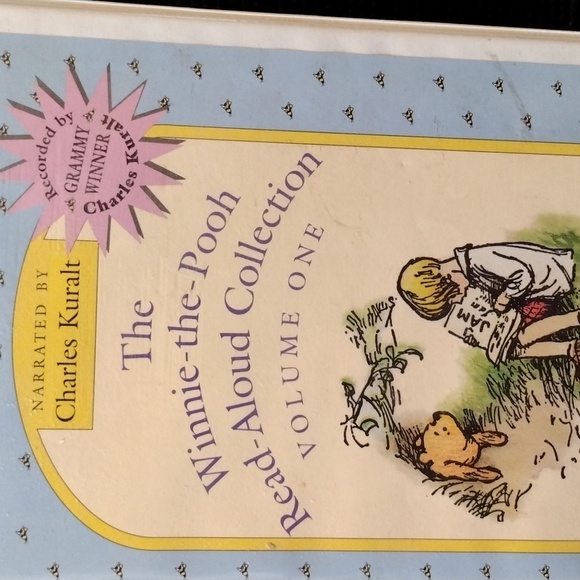 Recorded by
GRAMMY
WINNER
Charles Kuralt
NARRATED BY
Charles Kuralt
The
Winnie-the-Pooh
Read-Aloud Collection
VOLUME ONE
JAM